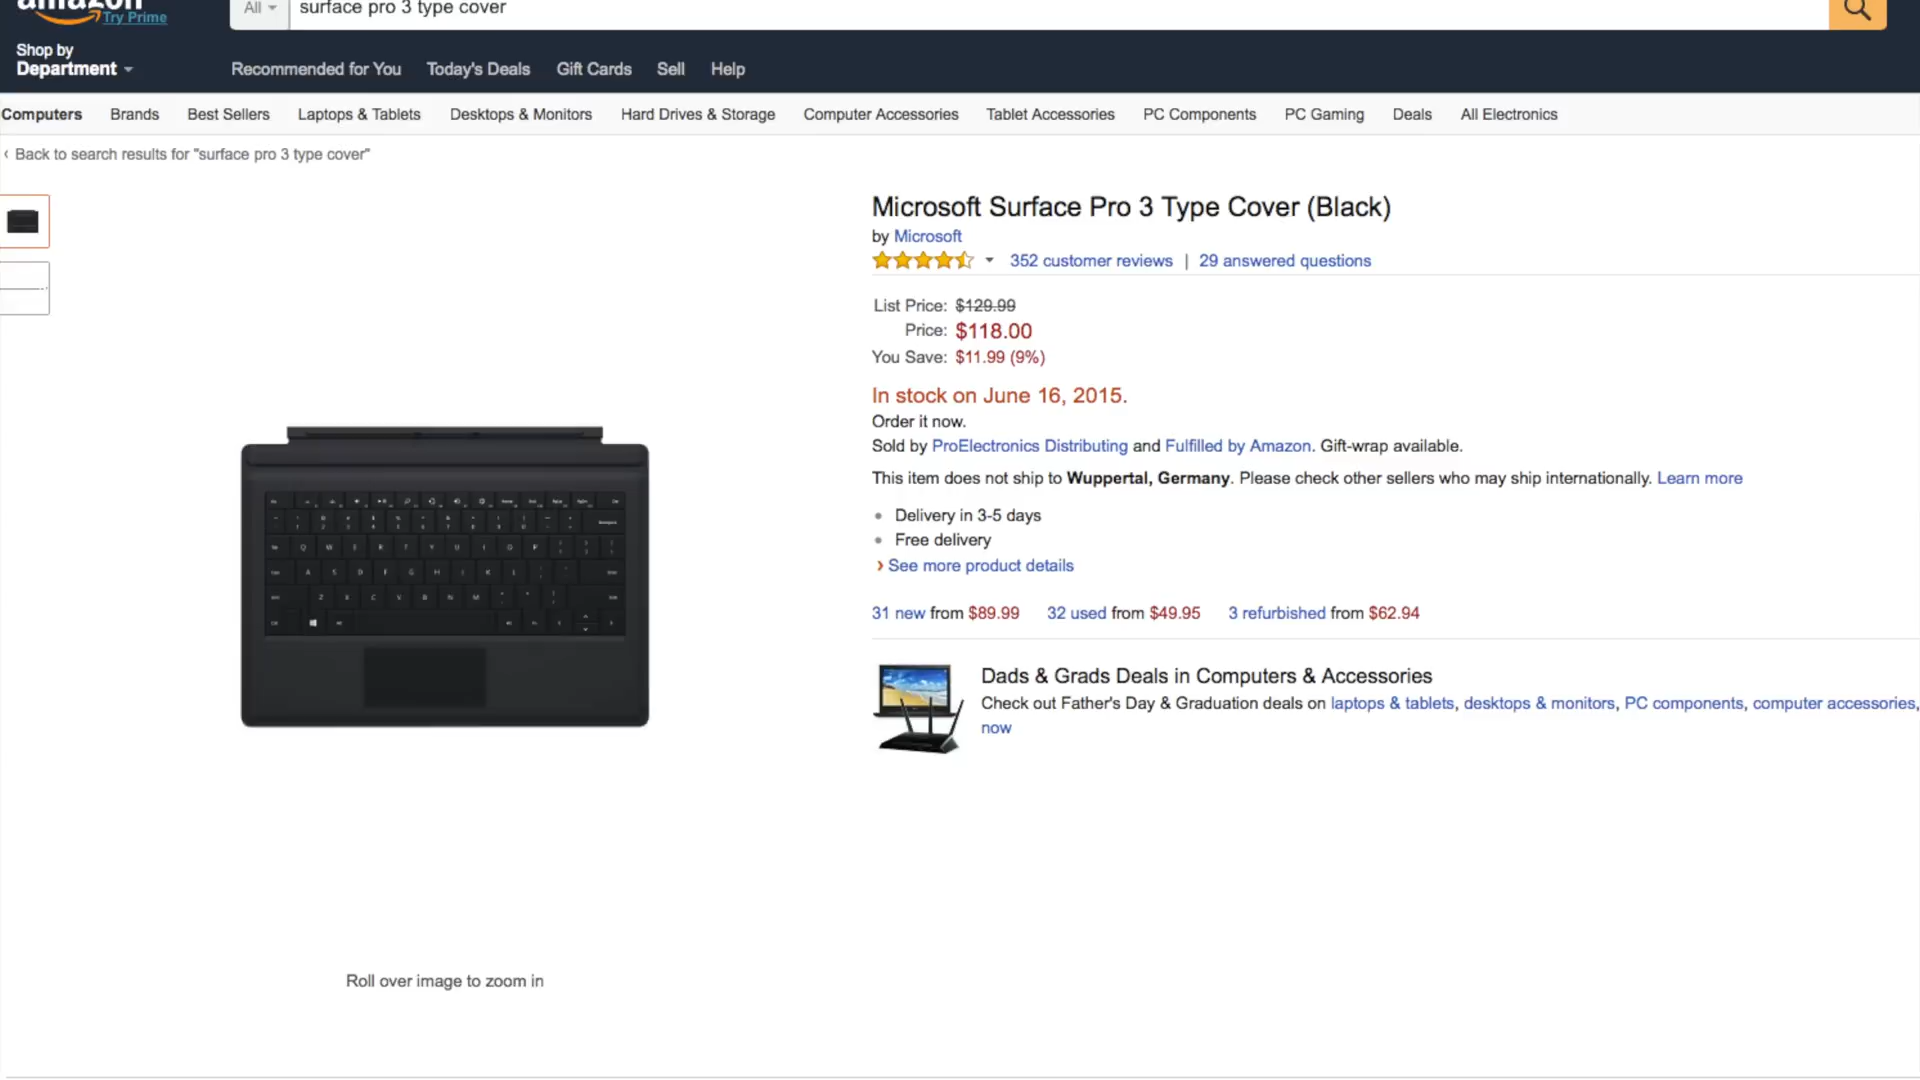 amazon
Try Prime
All
surface pro 3 type cover
Shop by
Department
Recommended for You Today's Deals Gift Cards Sell Help
Computers Brands Best Sellers Laptops & Tablets Desktops & Monitors Hard Drives & Storage Computer Accessories Tablet Accessories PC Components PC Gaming Deals All Electronics
‹ Back to search results for "surface pro 3 type cover"
Microsoft Surface Pro 3 Type Cover (Black)
by Microsoft
352 customer reviews | 29 answered questions
List Price: $129.99
Price: $118.00
You Save: $11.99 (9%)
In stock on June 16, 2015.
Order it now.
Sold by ProElectronics Distributing and Fulfilled by Amazon. Gift-wrap available.
This item does not ship to Wuppertal, Germany. Please check other sellers who may ship internationally. Learn more
• Delivery in 3-5 days
• Free delivery
› See more product details
31 new from $89.99 32 used from $49.95 3 refurbished from $62.94
Dads & Grads Deals in Computers & Accessories
Check out Father's Day & Graduation deals on laptops & tablets, desktops & monitors, PC components, computer accessories,
now
Q W E R T Y U I O P
A S D F G H J K L
Z X C V B N M
Roll over image to zoom in